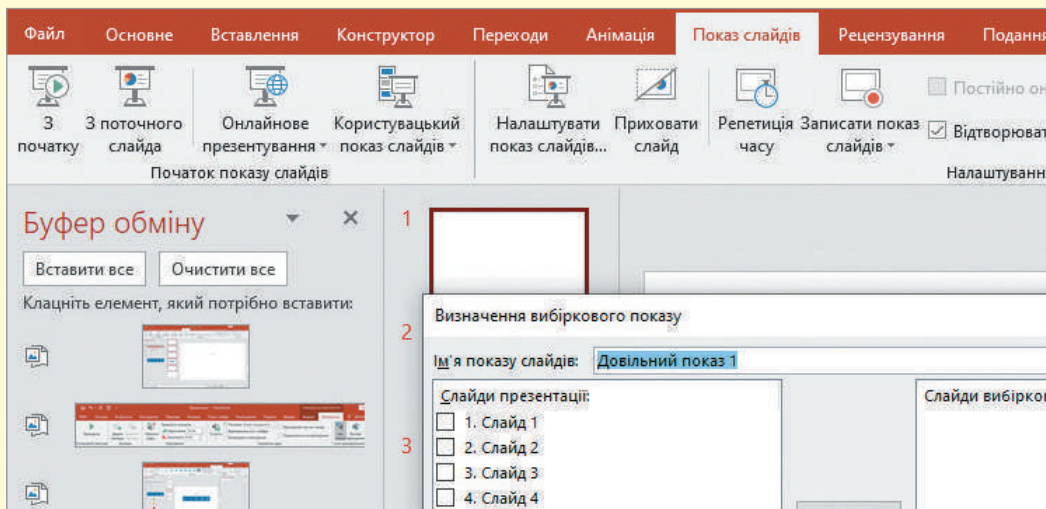 Файл Основне Вставлення Конструктор Переходи Анімація Показ слайдів Рецензування Подання
З початку
З поточного слайда
Онлайнове презентування
Користувацький показ слайдів
Налаштувати показ слайдів...
Приховати слайд
Репетиція часу
Записати показ слайдів
Постійно он
Відтворюват
Початок показу слайдів
Налаштуванн
Буфер обміну
Вставити все Очистити все
Клацніть елемент, який потрібно вставити:
1
2
3
Визначення вибіркового показу
Ім'я показу слайдів: Довільний показ 1
Слайди презентації:
Слайди вибірков
1. Слайд 1
2. Слайд 2
3. Слайд 3
4. Слайд 4